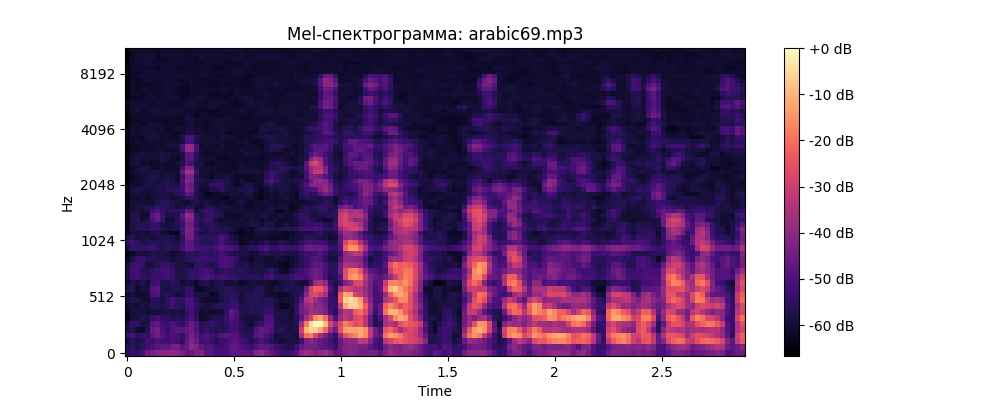 Mel-спектрограмма: arabic69.mp3
Hz
8192
4096
2048
1024
512
0
0
0.5
1
1.5
2
2.5
Time
+0 dB
-10 dB
-20 dB
-30 dB
-40 dB
-50 dB
-60 dB